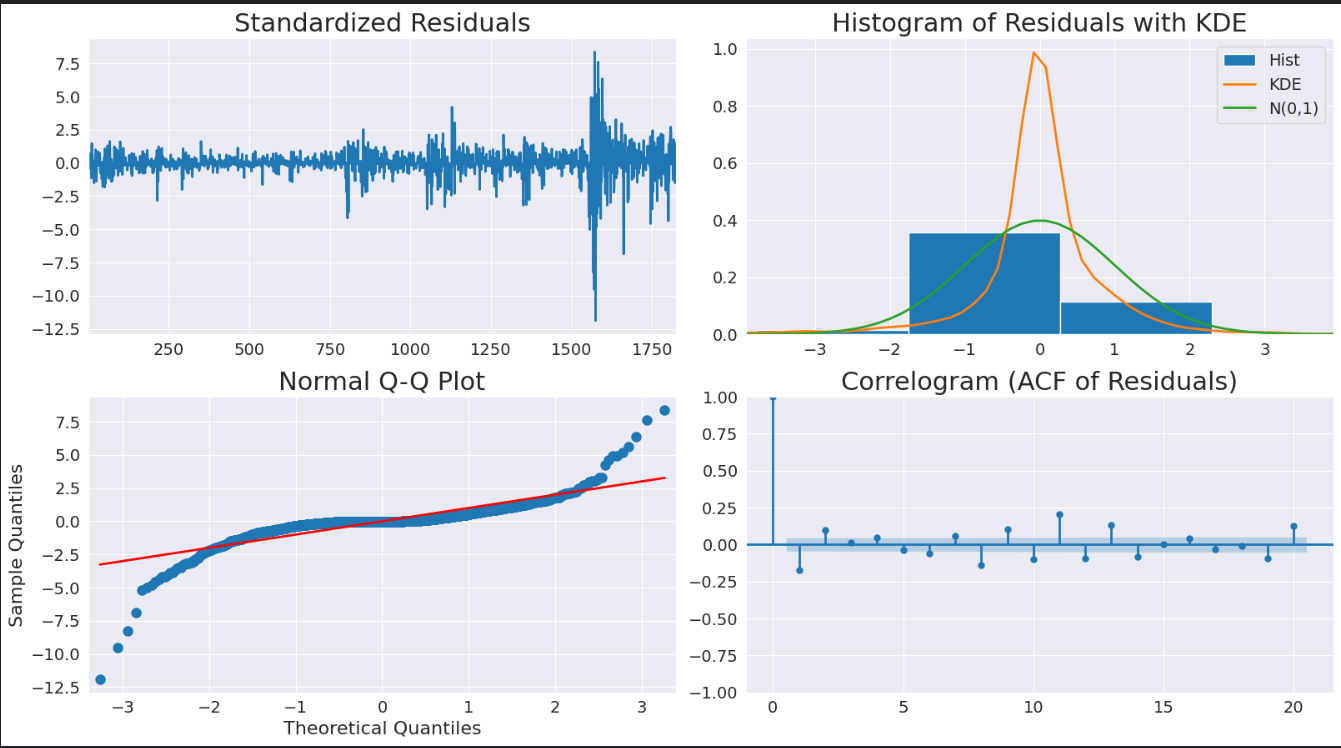 Standardized Residuals
7.5
5.0
2.5
0.0
−2.5
−5.0
−7.5
−10.0
−12.5
250 500 750 1000 1250 1500 1750
Histogram of Residuals with KDE
1.0
0.8
0.6
0.4
0.2
0.0
−3 −2 −1 0 1 2 3
Hist
KDE
N(0,1)
Normal Q-Q Plot
Sample Quantiles
7.5
5.0
2.5
0.0
−2.5
−5.0
−7.5
−10.0
−12.5
−3 −2 −1 0 1 2 3
Theoretical Quantiles
Correlogram (ACF of Residuals)
1.00
0.75
0.50
0.25
0.00
−0.25
−0.50
−0.75
−1.00
0 5 10 15 20